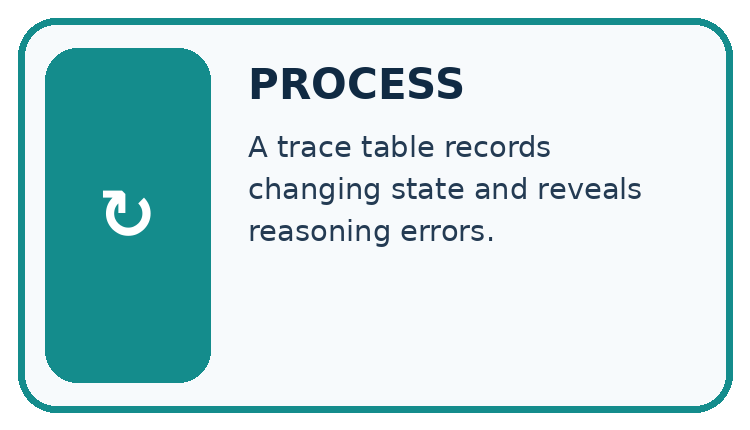 ↻
PROCESS
A trace table records
changing state and reveals
reasoning errors.